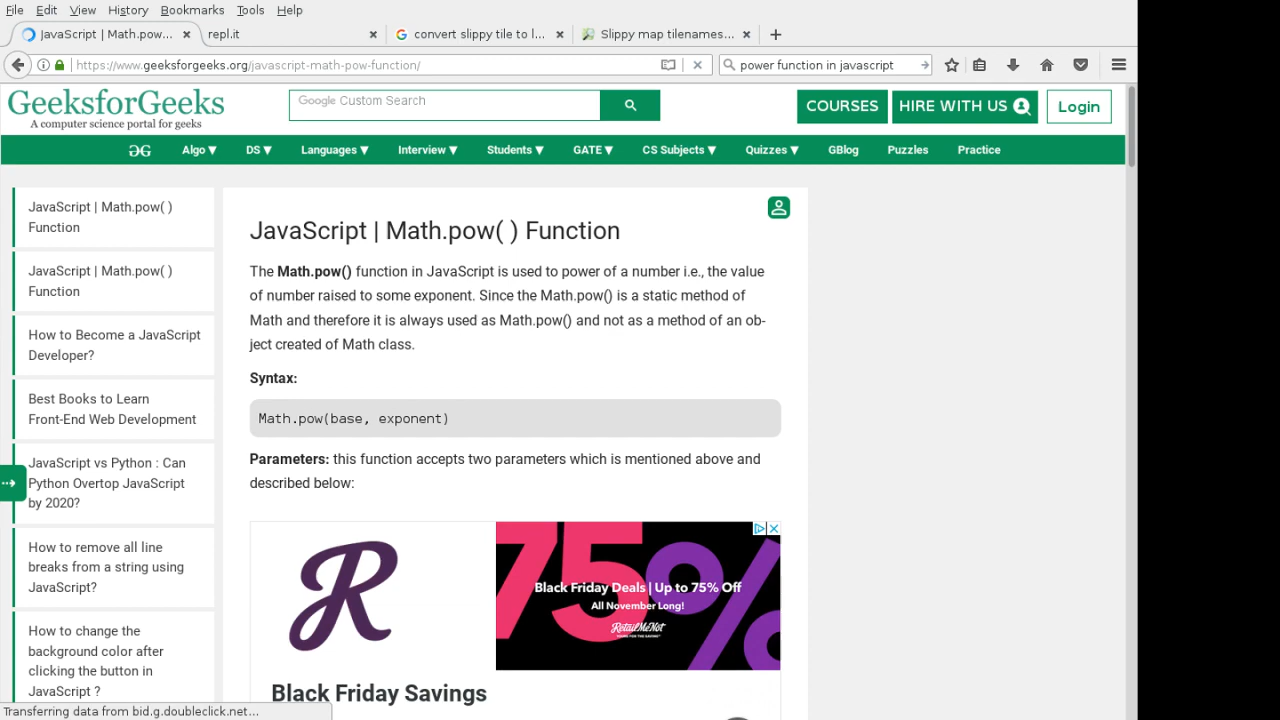 File Edit View History Bookmarks Tools Help
JavaScript | Math.pow... repl.it convert slippy tile to l... Slippy map tilenames...
https://www.geeksforgeeks.org/javascript-math-pow-function/ power function in javascript
GeeksforGeeks
A computer science portal for geeks
Google Custom Search
COURSES HIRE WITH US Login
Algo ▼ DS ▼ Languages ▼ Interview ▼ Students ▼ GATE ▼ CS Subjects ▼ Quizzes ▼ GBlog Puzzles Practice
JavaScript | Math.pow( )
Function
JavaScript | Math.pow( )
Function
How to Become a JavaScript
Developer?
Best Books to Learn
Front-End Web Development
JavaScript vs Python : Can
Python Overtop JavaScript
by 2020?
How to remove all line
breaks from a string using
JavaScript?
How to change the
background color after
clicking the button in
JavaScript ?
JavaScript | Math.pow( ) Function
The Math.pow() function in JavaScript is used to power of a number i.e., the value
of number raised to some exponent. Since the Math.pow() is a static method of
Math and therefore it is always used as Math.pow() and not as a method of an ob-
ject created of Math class.
Syntax:
Math.pow(base, exponent)
Parameters: this function accepts two parameters which is mentioned above and
described below:
R
75%
Black Friday Deals | Up to 75% Off
All November Long!
RetailMeNot
Black Friday Savings
Transferring data from bid.g.doubleclick.net...